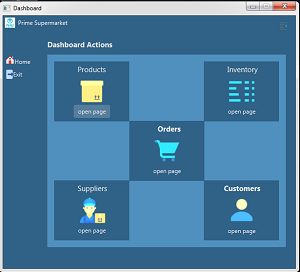 Dashboard
Prime Supermarket
Dashboard Actions
Home
Exit
Products
open page
Inventory
open page
Orders
open page
Suppliers
open page
Customers
open page